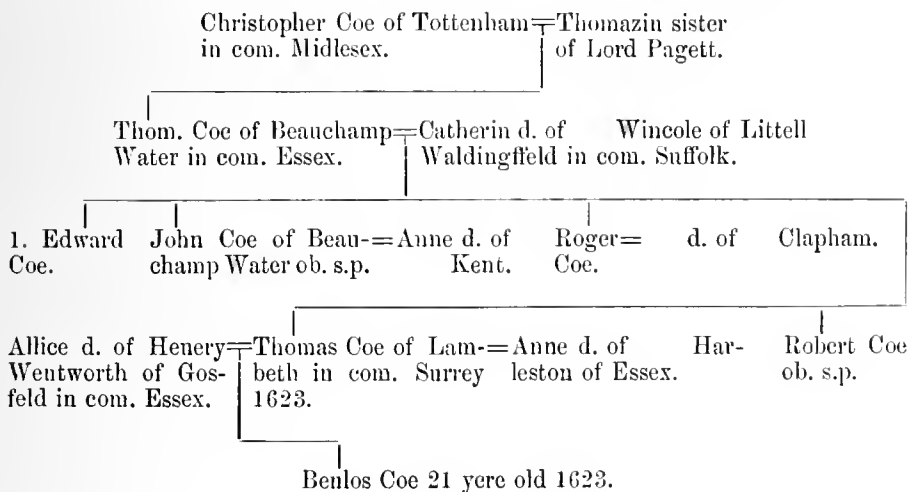 Christopher Coe of Tottenham=Thomazin sister
in com. Midlesex. of Lord Pagett.
Thom. Coe of Beauchamp=Catherin d. of Wincole of Littell
Water in com. Essex. Waldingffeld in com. Suffolk.
1. Edward John Coe of Beau-=Anne d. of Roger= d. of Clapham.
Coe. champ Water ob. s.p. Kent. Coe.
Allice d. of Henery=Thomas Coe of Lam-=Anne d. of Har- Robert Coe
Wentworth of Gos- beth in com. Surrey leston of Essex. ob. s.p.
feld in com. Essex. 1623.
Benlos Coe 21 yere old 1623.